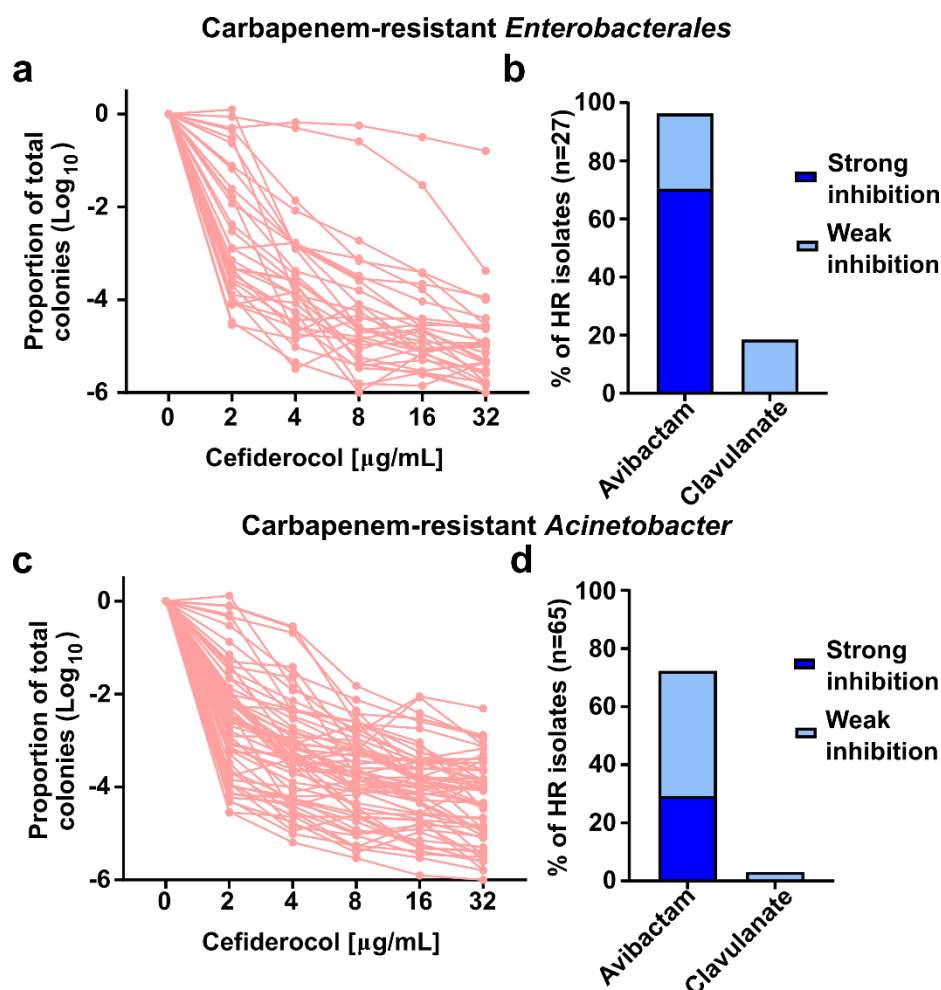 Carbapenem-resistant Enterobacterales
a
Proportion of total
colonies (Log10)
0
-2
-4
-6
0 2 4 8 16 32
Cefiderocol [µg/mL]
b
% of HR isolates (n=27)
100
80
60
40
20
0
Avibactam
Clavulanate
Strong
inhibition
Weak
inhibition
Carbapenem-resistant Acinetobacter
c
Proportion of total
colonies (Log10)
0
-2
-4
-6
0 2 4 8 16 32
Cefiderocol [µg/mL]
d
% of HR isolates (n=65)
100
80
60
40
20
0
Avibactam
Clavulanate
Strong
inhibition
Weak
inhibition